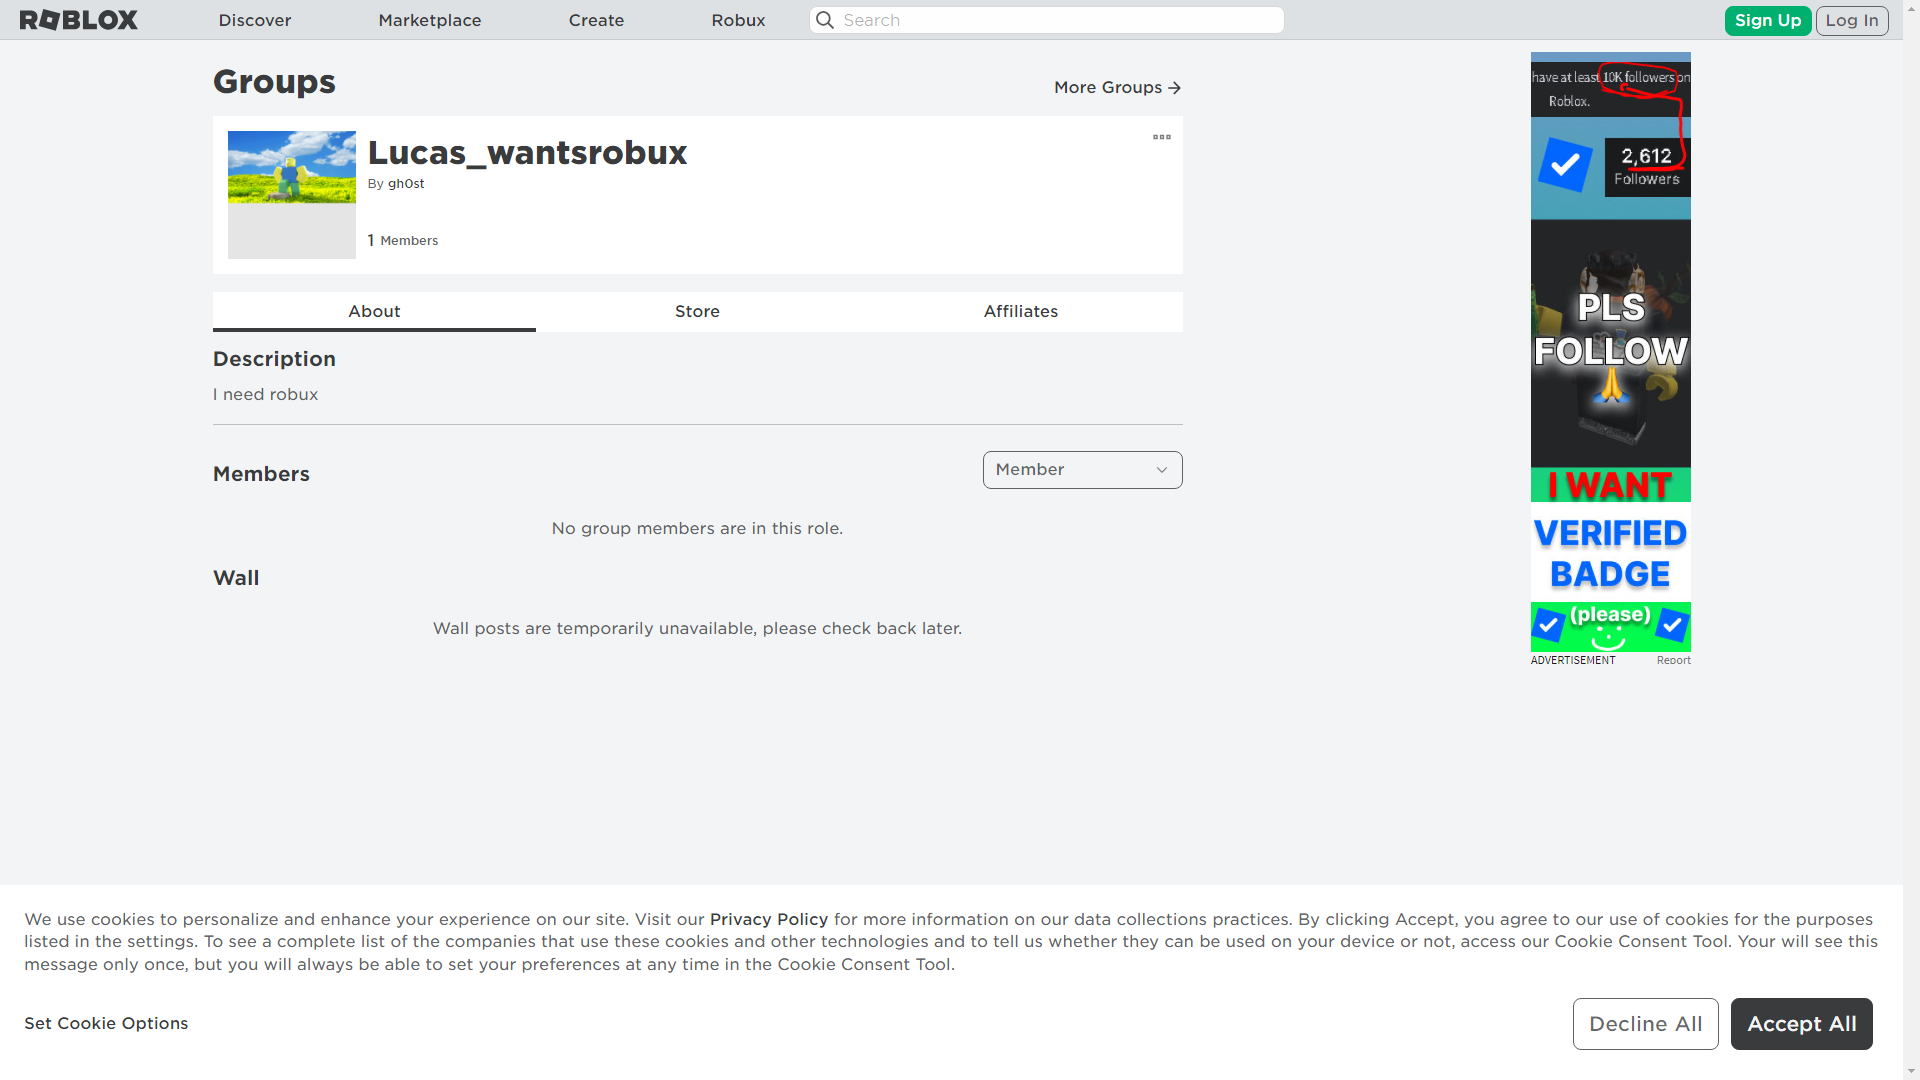 ROBLOX
Discover
Marketplace
Create
Robux
Search
Sign Up
Log In
Groups
More Groups
Lucas_wantsrobux
By gh0st
1 Members
About
Store
Affiliates
Description
I need robux
Members
Member
No group members are in this role.
Wall
Wall posts are temporarily unavailable, please check back later.
have at least 10K followers on
Roblox.
2,612
Followers
PLS
FOLLOW
I WANT
VERIFIED
BADGE
(please)
ADVERTISEMENT
Report
We use cookies to personalize and enhance your experience on our site. Visit our Privacy Policy for more information on our data collections practices. By clicking Accept, you agree to our use of cookies for the purposes
listed in the settings. To see a complete list of the companies that use these cookies and other technologies and to tell us whether they can be used on your device or not, access our Cookie Consent Tool. Your will see this
message only once, but you will always be able to set your preferences at any time in the Cookie Consent Tool.
Set Cookie Options
Decline All
Accept All